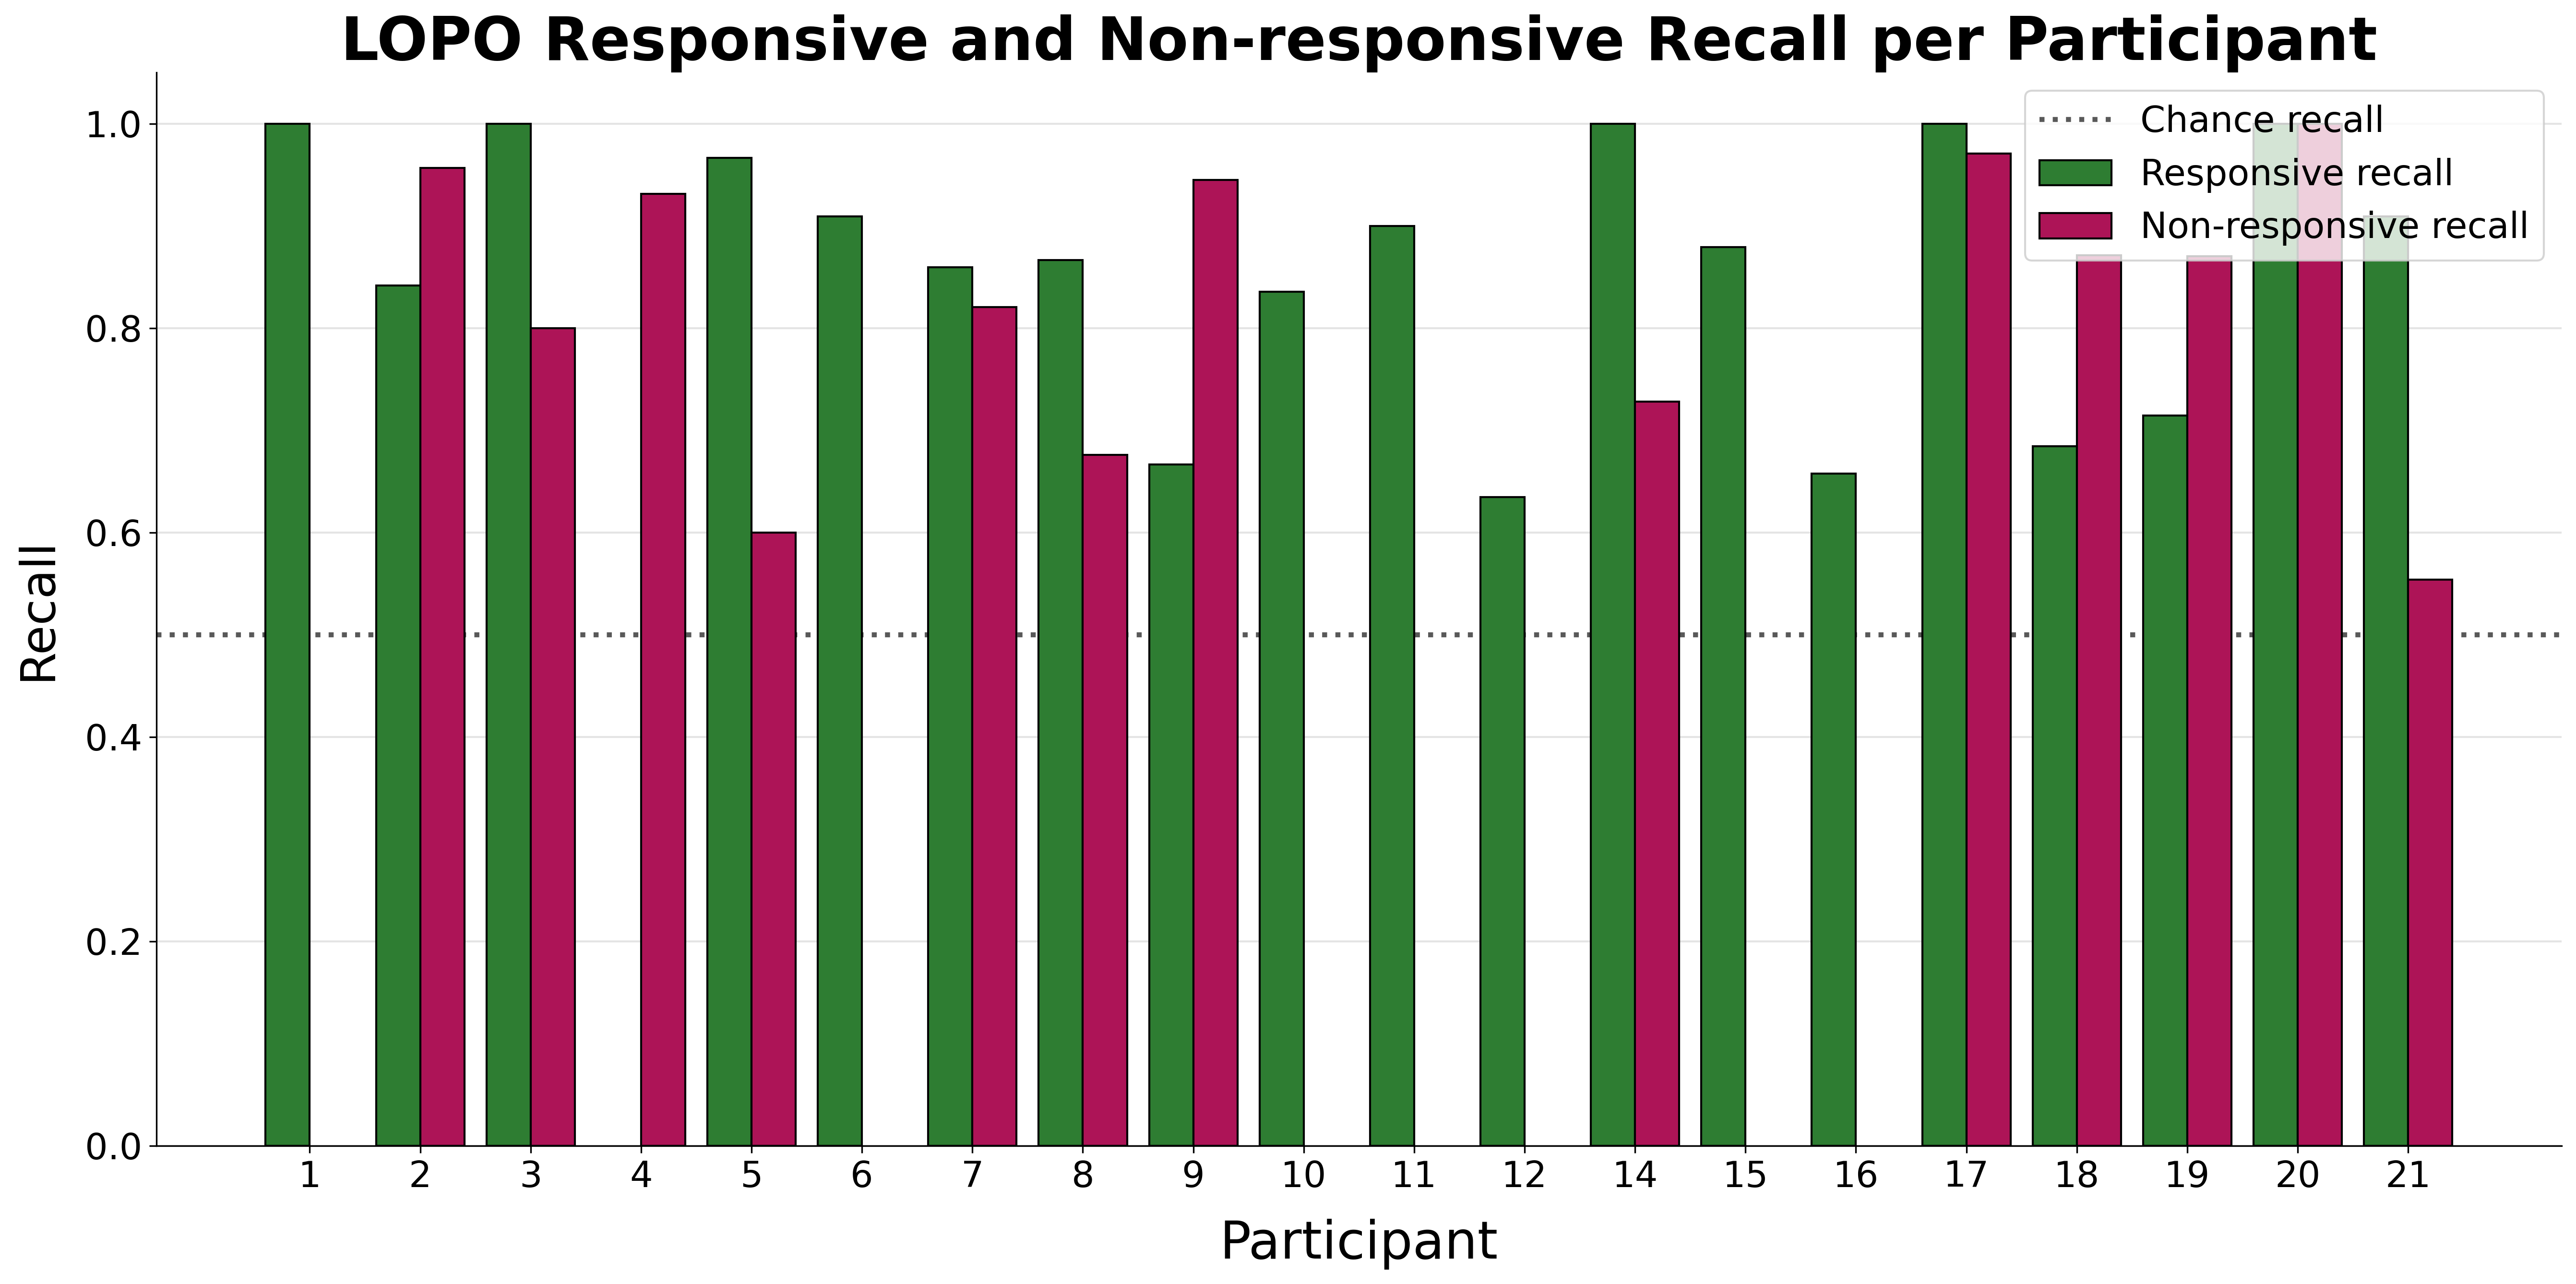 LOPO Responsive and Non-responsive Recall per Participant
Chance recall
Responsive recall
Non-responsive recall
1.0
0.8
0.6
0.4
0.2
0.0
Recall
1 2 3 4 5 6 7 8 9 10 11 12 14 15 16 17 18 19 20 21
Participant